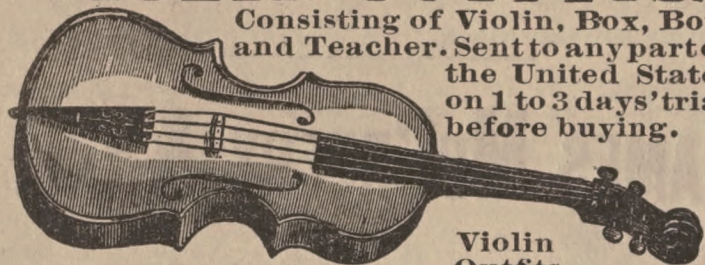 Consisting of Violin, Box, Bo
and Teacher. Sent to any part
the United State
on 1 to 3 days' tria
before buying.
Violin